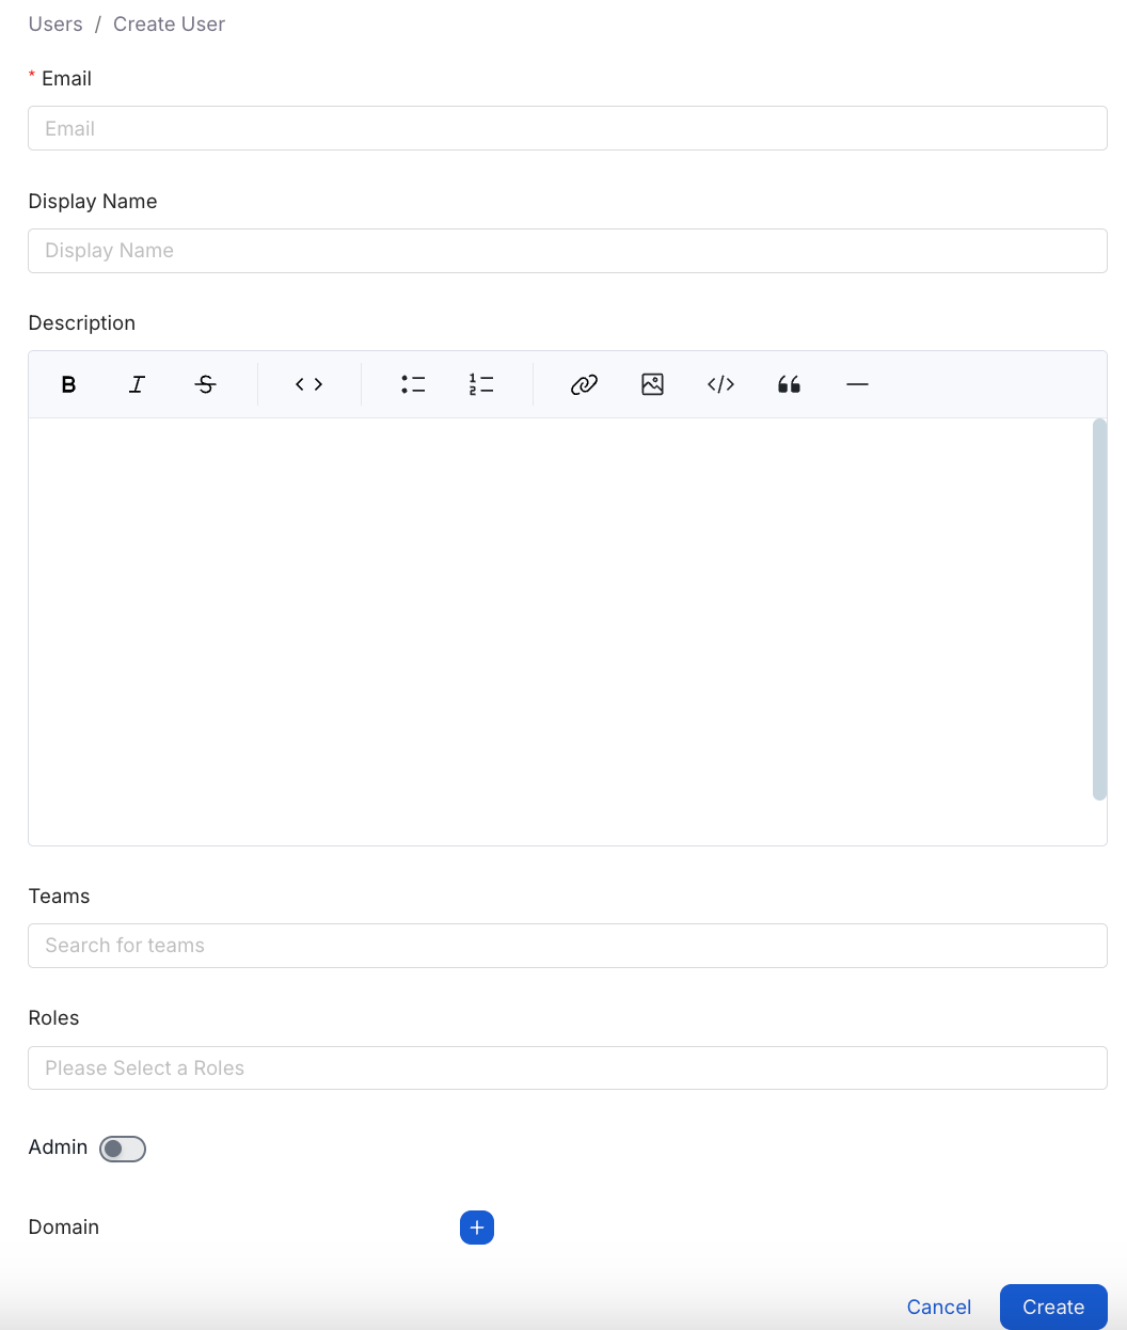 Users / Create User
* Email
Email
Display Name
Display Name
Description
Teams
Search for teams
Roles
Please Select a Roles
Admin
Domain
Cancel Create